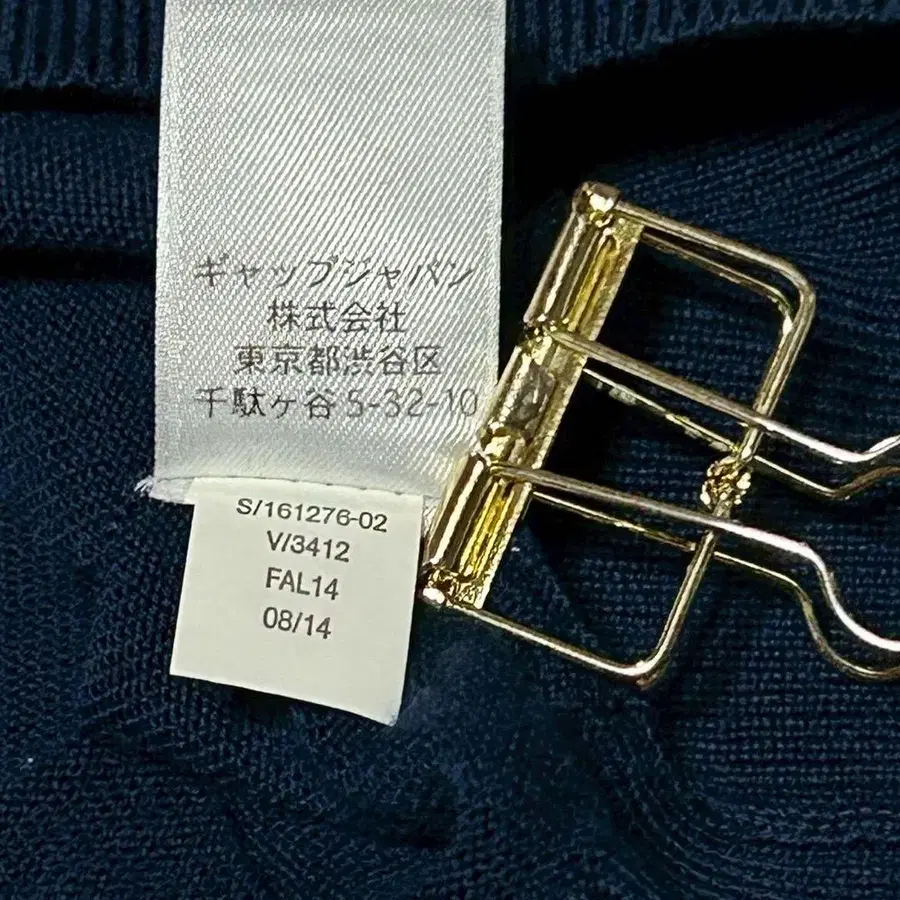 ギャップジャパン
株式会社
東京都渋谷区
千駄ヶ谷 5-32-10
S/161276-02
V/3412
FAL14
08/14